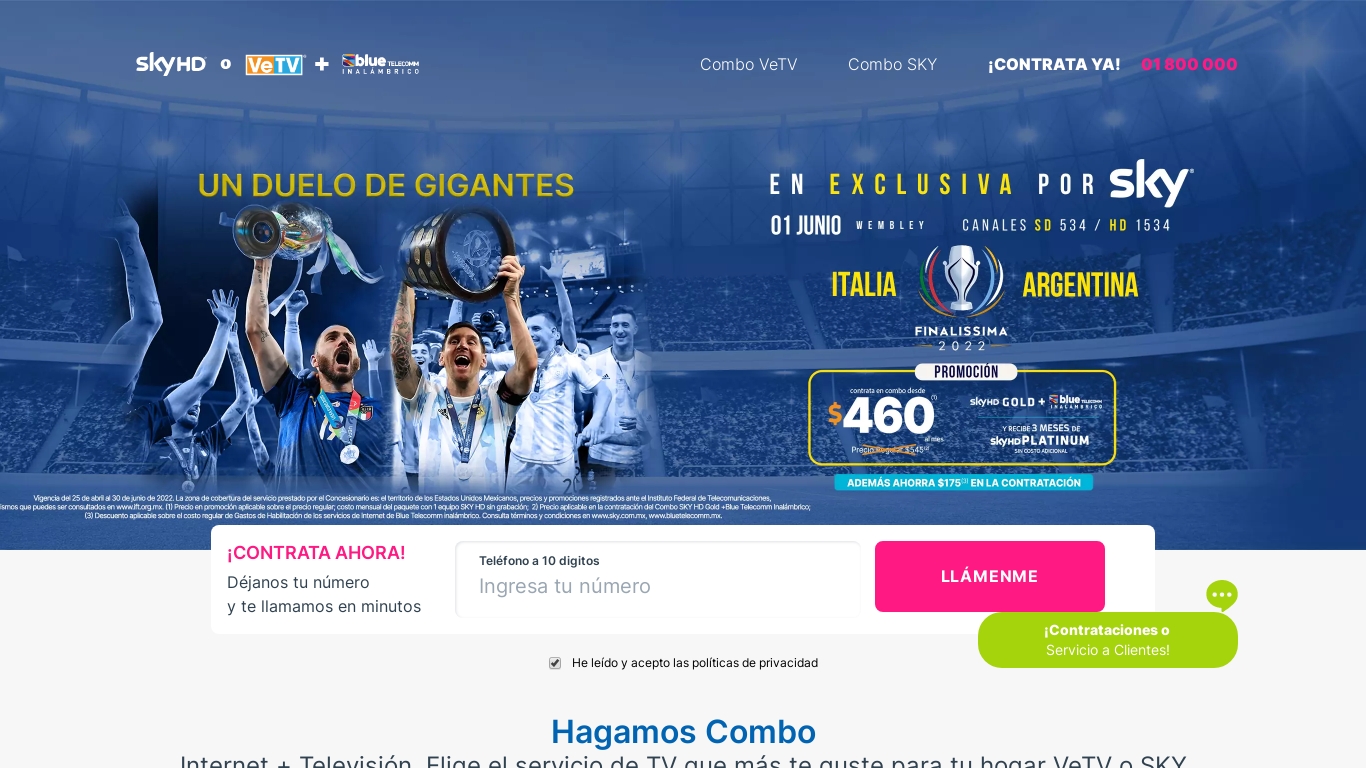 skyHD o VeTV + blue TELECOMM INALÁMBRICO
Combo VeTV Combo SKY ¡CONTRATA YA! 01 800 000
UN DUELO DE GIGANTES
EN EXCLUSIVA POR sky
01 JUNIO WEMBLEY CANALES SD 534 / HD 1534
ITALIA ARGENTINA
FINALISSIMA
2022
PROMOCIÓN
contrata en combo desde
$460 (1)
al mes
Precio Regular $545(2)
skyHD GOLD + blue TELECOMM INALÁMBRICO
Y RECIBE 3 MESES DE
skyHD PLATINUM
SIN COSTO ADICIONAL
ADEMÁS AHORRA $175(3) EN LA CONTRATACIÓN
Vigencia del 25 de abril al 30 de junio de 2022. La zona de cobertura del servicio prestado por el Concesionario es: el territorio de los Estados Unidos Mexicanos, precios y promociones registrados ante el Instituto Federal de Telecomunicaciones,
ismos que puedes ser consultados en www.ift.org.mx. (1) Precio en promoción aplicable sobre el precio regular; costo mensual del paquete con 1 equipo SKY HD sin grabación; 2) Precio aplicable en la contratación del Combo SKY HD Gold +Blue Telecomm Inalámbrico;
(3) Descuento aplicable sobre el costo regular de Gastos de Habilitación de los servicios de Internet de Blue Telecomm inalámbrico. Consulta términos y condiciones en www.sky.com.mx, www.bluetelecomm.mx.
¡CONTRATA AHORA!
Déjanos tu número
y te llamamos en minutos
Teléfono a 10 digitos
Ingresa tu número
LLÁMENME
¡Contrataciones o
Servicio a Clientes!
He leído y acepto las políticas de privacidad
Hagamos Combo
Internet + Televisión. Elige el servicio de TV que más te guste para tu hogar VeTV o SKY